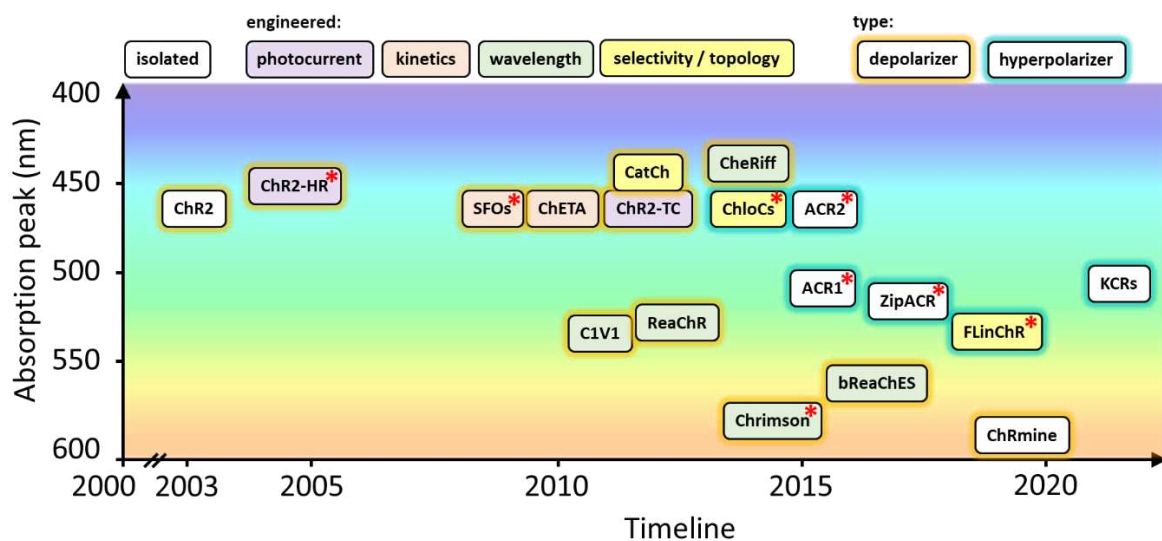 engineered:
type:
isolated
photocurrent
kinetics
wavelength
selectivity / topology
depolarizer
hyperpolarizer
Absorption peak (nm)
400
450
500
550
600
ChR2
ChR2-HR*
SFOs*
ChETA
CatCh
ChR2-TC
CheRiff
ChloCs*
ACR2*
ACR1*
ZipACR*
KCRs
C1V1
ReaChR
FLinChR*
bReaChES
Chrimson*
ChRmine
2000
2003
2005
2010
2015
2020
Timeline